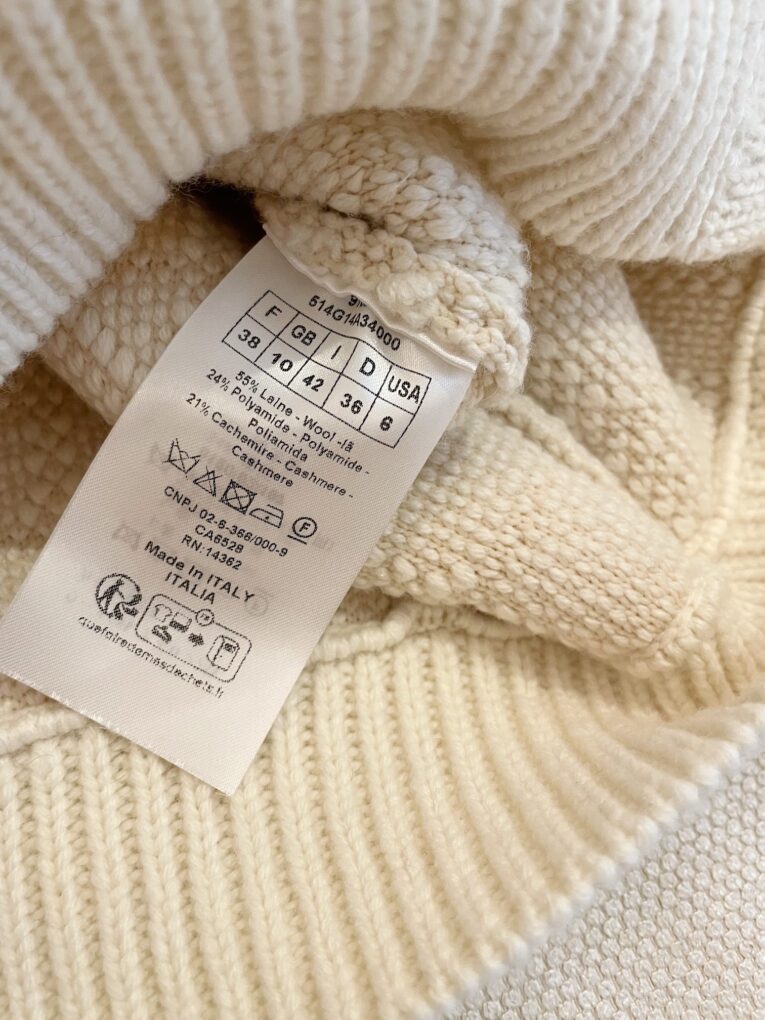 514G14A34000
F GB I D USA
38 10 42 36 6
55% Laine - Wool -lã
24% Polyamide - Polyamide -
Poliamida
21% Cachemire - Cashmere -
Cashmere
F
CNPJ 02-6-366/000-9
CA6528
RN:14362
Made In ITALY
ITALIA
quefairedemesdechets.fr